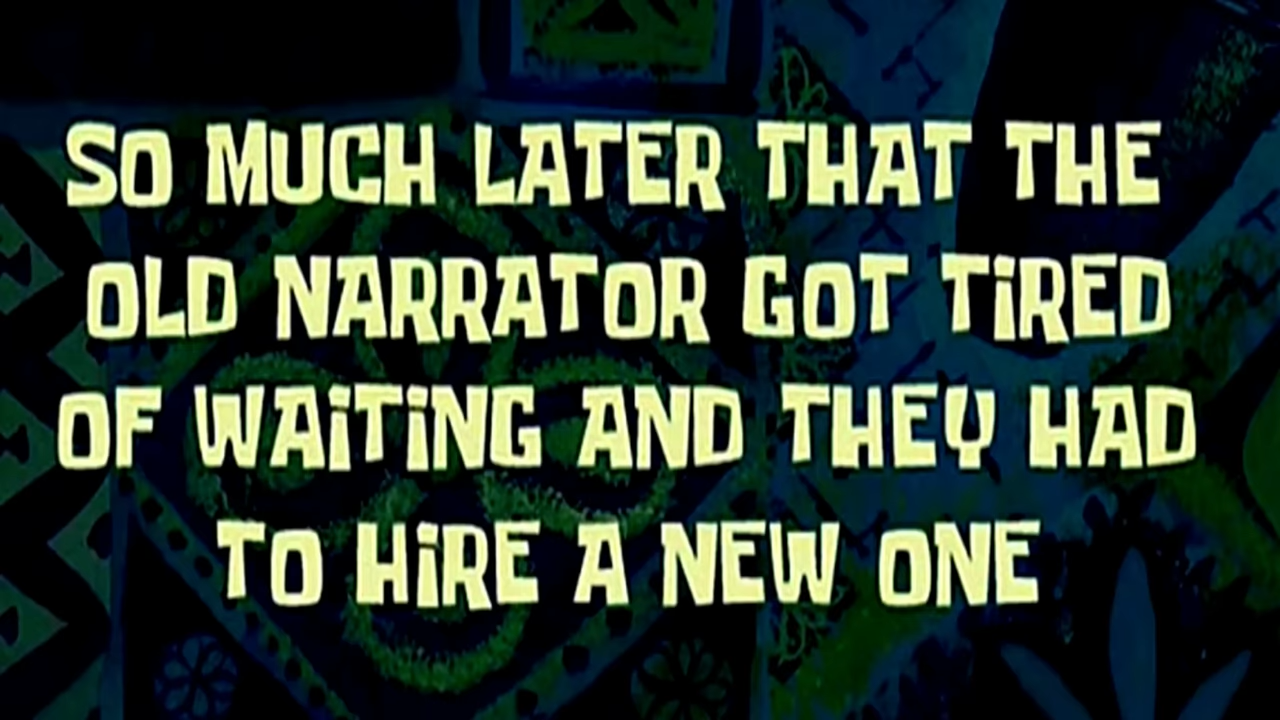 SO MUCH LATER THAT THE
OLD NARRATOR GOT TiRED
OF WAiTiNG AND THEY HAD
TO HiRE A NEW ONE